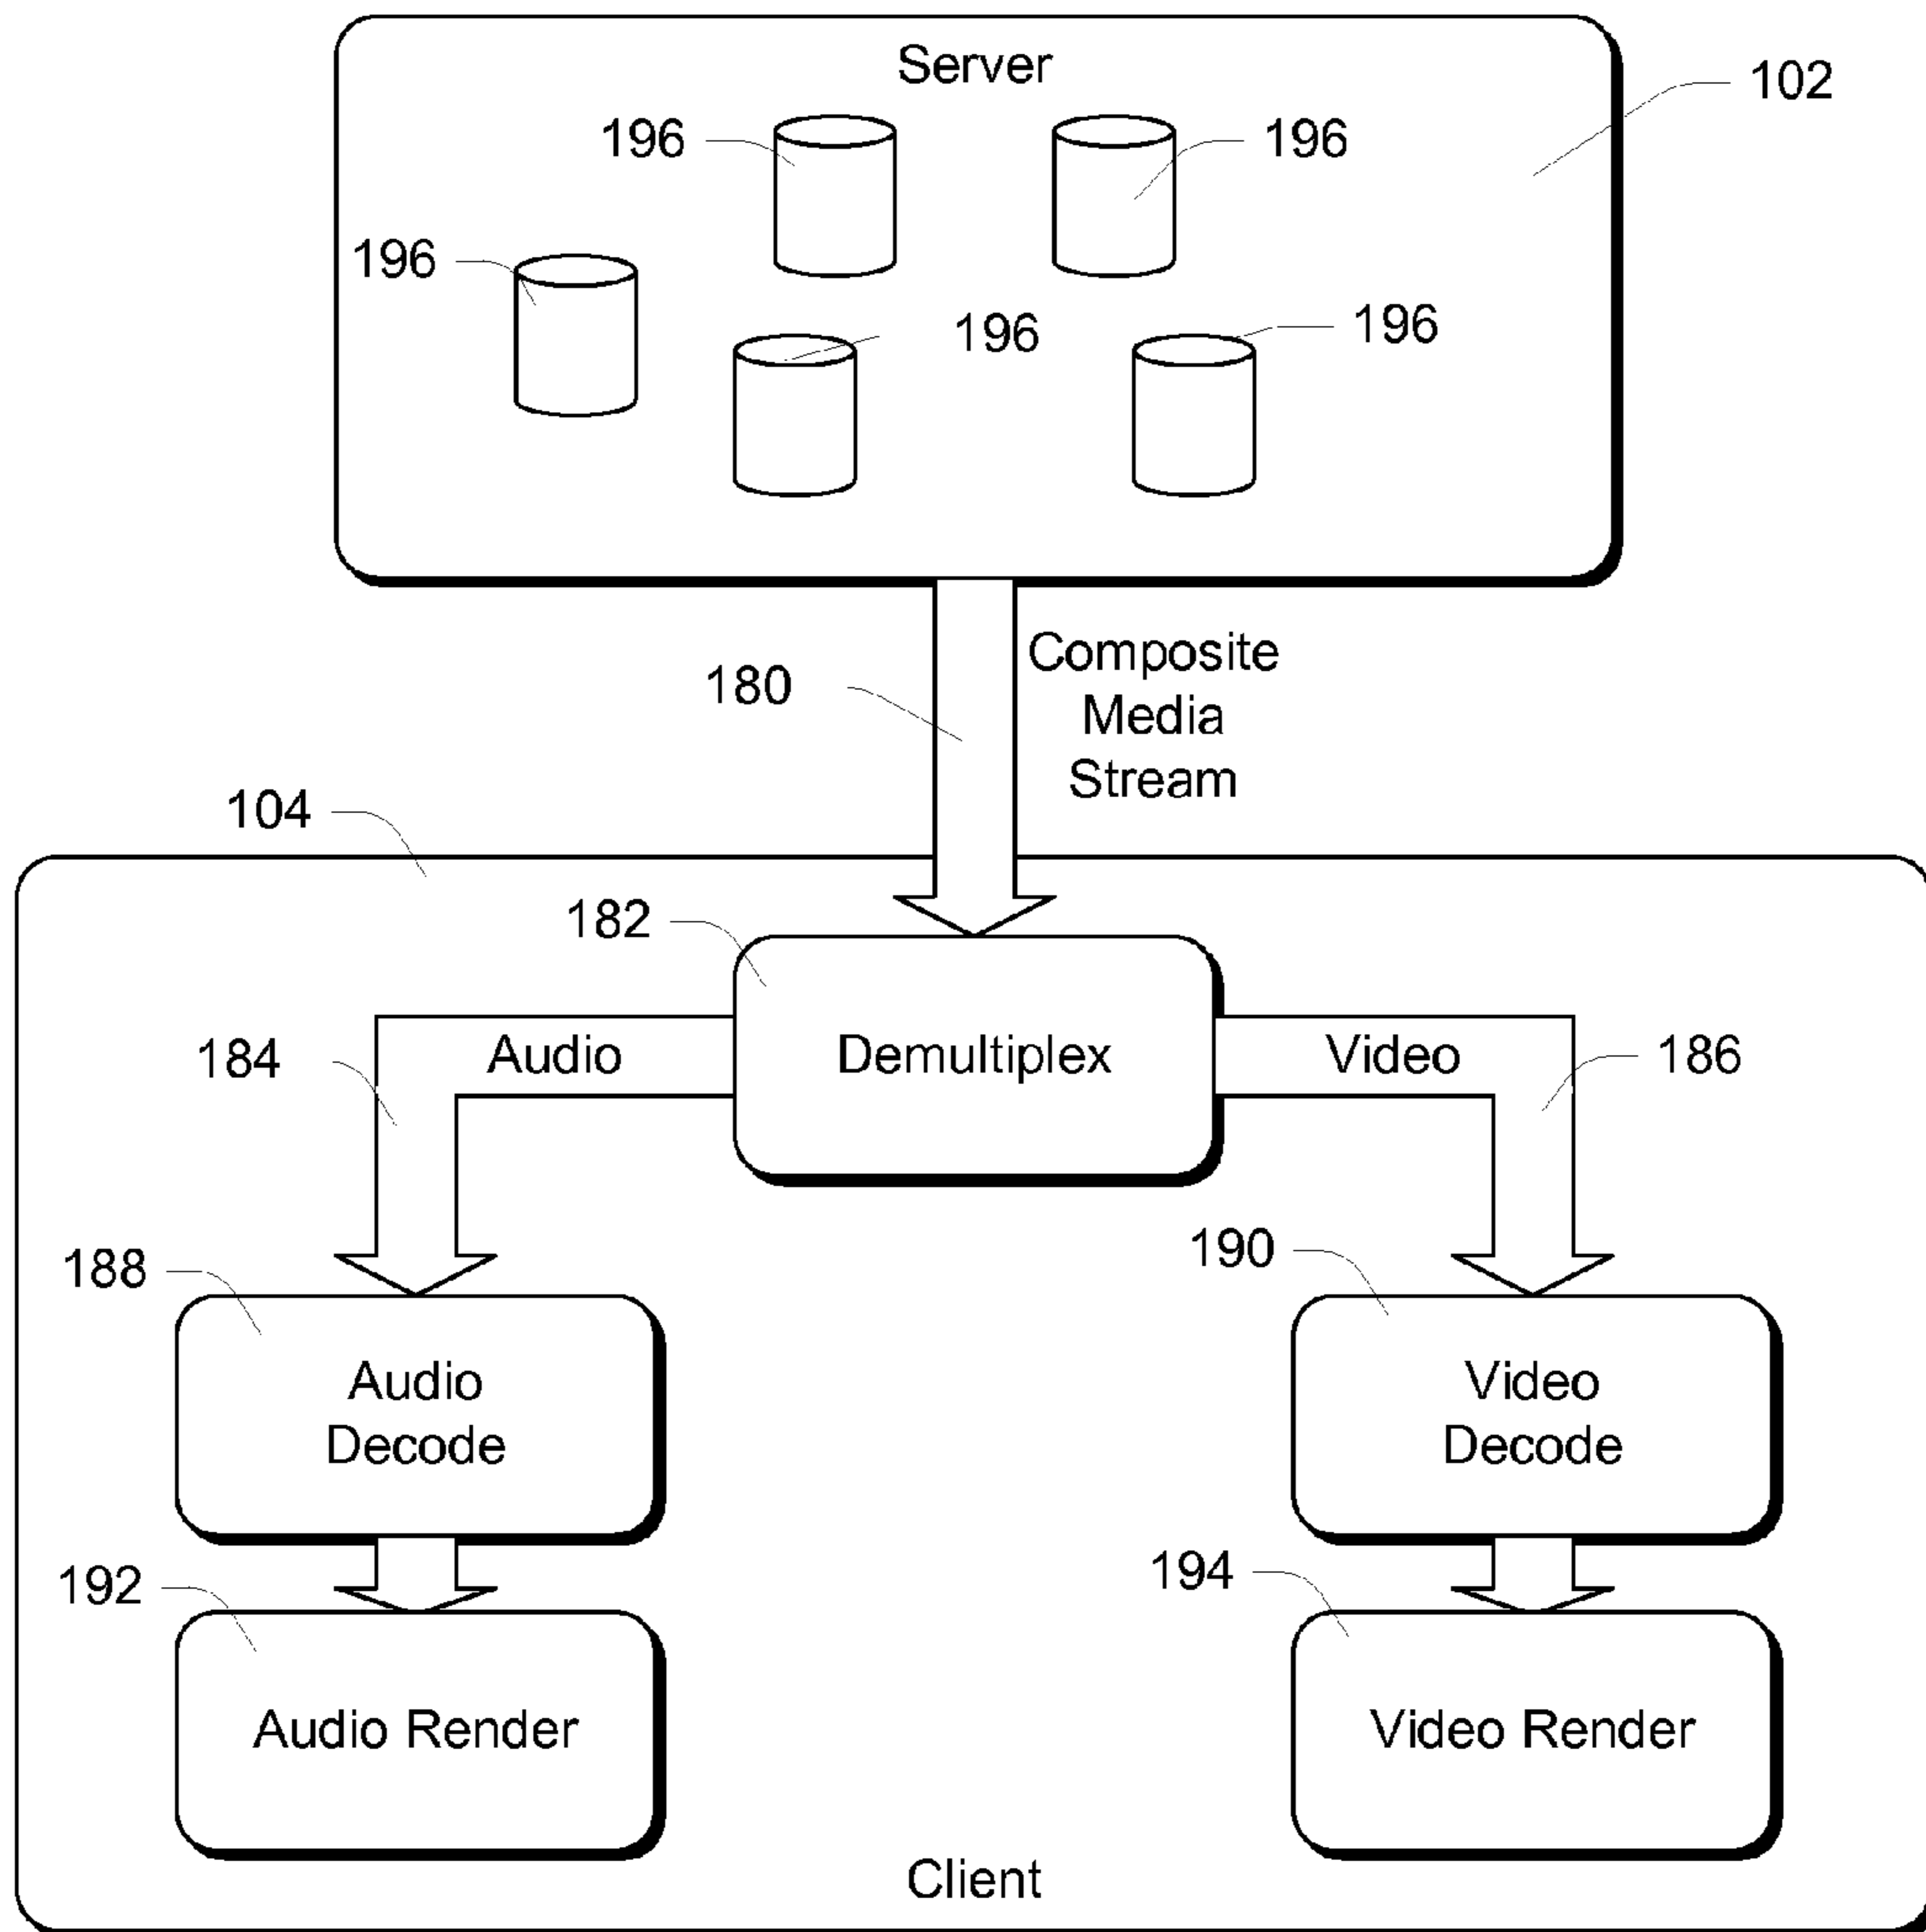 Server
102
196
196
196
196
196
Composite
Media
Stream
180
104
182
184
Audio
Demultiplex
Video
186
188
190
Audio
Decode
Video
Decode
192
194
Audio Render
Video Render
Client